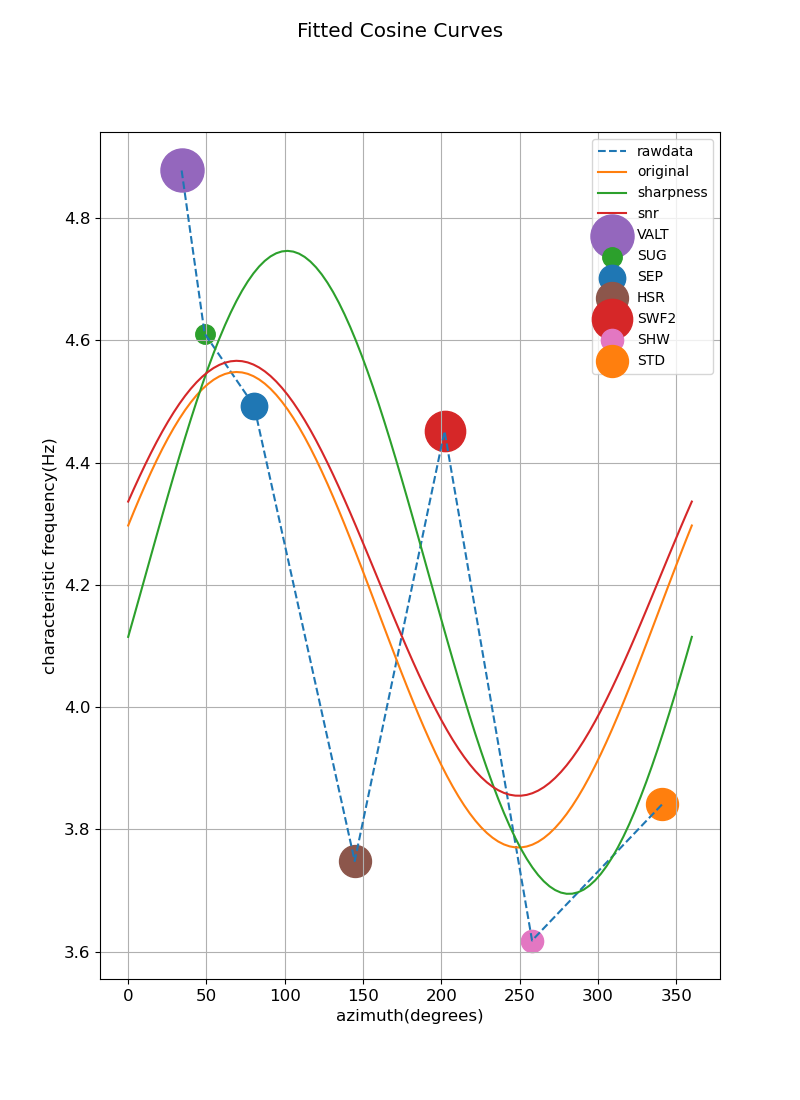 Fitted Cosine Curves
rawdata
original
sharpness
snr
VALT
SUG
SEP
HSR
SWF2
SHW
STD
characteristic frequency(Hz)
4.8
4.6
4.4
4.2
4.0
3.8
3.6
0 50 100 150 200 250 300 350
azimuth(degrees)